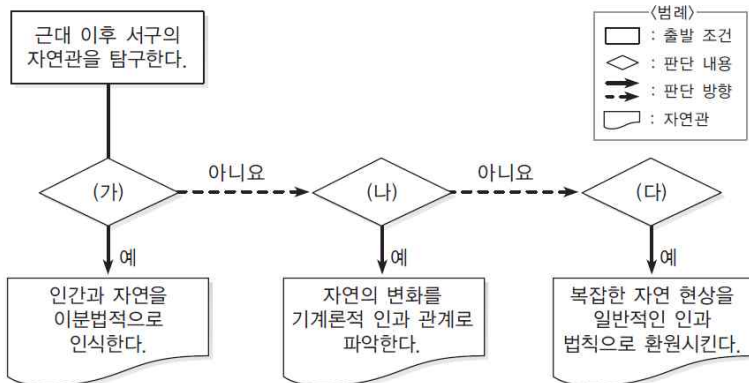 근대 이후 서구의
자연관을 탐구한다.
〈범례〉
: 출발 조건
: 판단 내용
: 판단 방향
: 자연관
(가)
아니요
(나)
아니요
(다)
예
예
예
인간과 자연을
이분법적으로
인식한다.
자연의 변화를
기계론적 인과 관계로
파악한다.
복잡한 자연 현상을
일반적인 인과
법칙으로 환원시킨다.